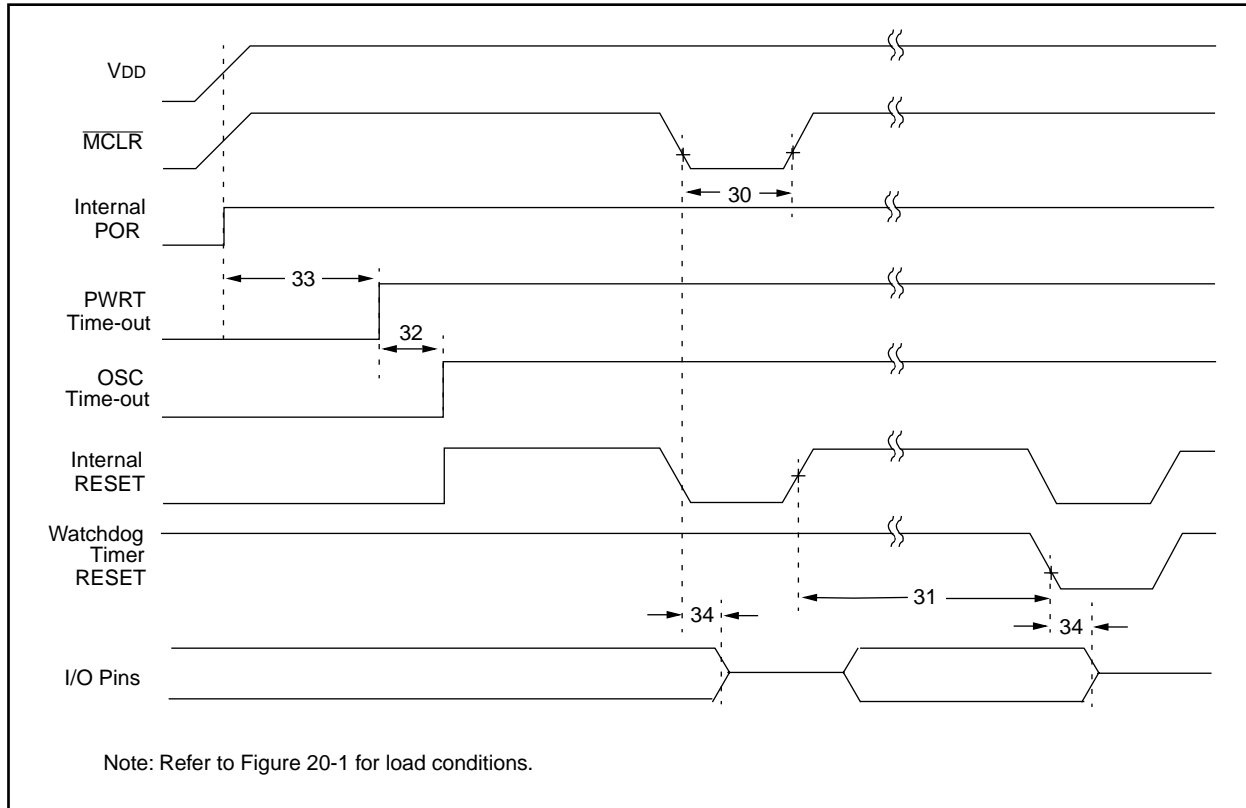 VDD
MCLR
Internal
POR
30
33
PWRT
Time-out
32
OSC
Time-out
Internal
RESET
Watchdog
Timer
RESET
31
34
34
I/O Pins
Note: Refer to Figure 20-1 for load conditions.